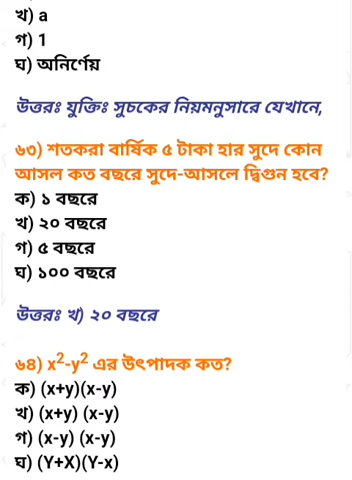 খ) a
গ) 1
ঘ) অনির্ণেয়
উত্তরঃ যুক্তিঃ সুচকের নিয়মনুসারে যেখানে,
৬৩) শতকরা বার্ষিক ৫ টাকা হার সুদে কোন
আসল কত বছরে সুদে-আসলে দ্বিগুন হবে?
ক) ১ বছরে
খ) ২০ বছরে
গ) ৫ বছরে
ঘ) ১০০ বছরে
উত্তরঃ খ) ২০ বছরে
৬৪) x²-y² এর উৎপাদক কত?
ক) (x+y)(x-y)
খ) (x+y) (x-y)
গ) (x-y) (x-y)
ঘ) (Y+X)(Y-x)